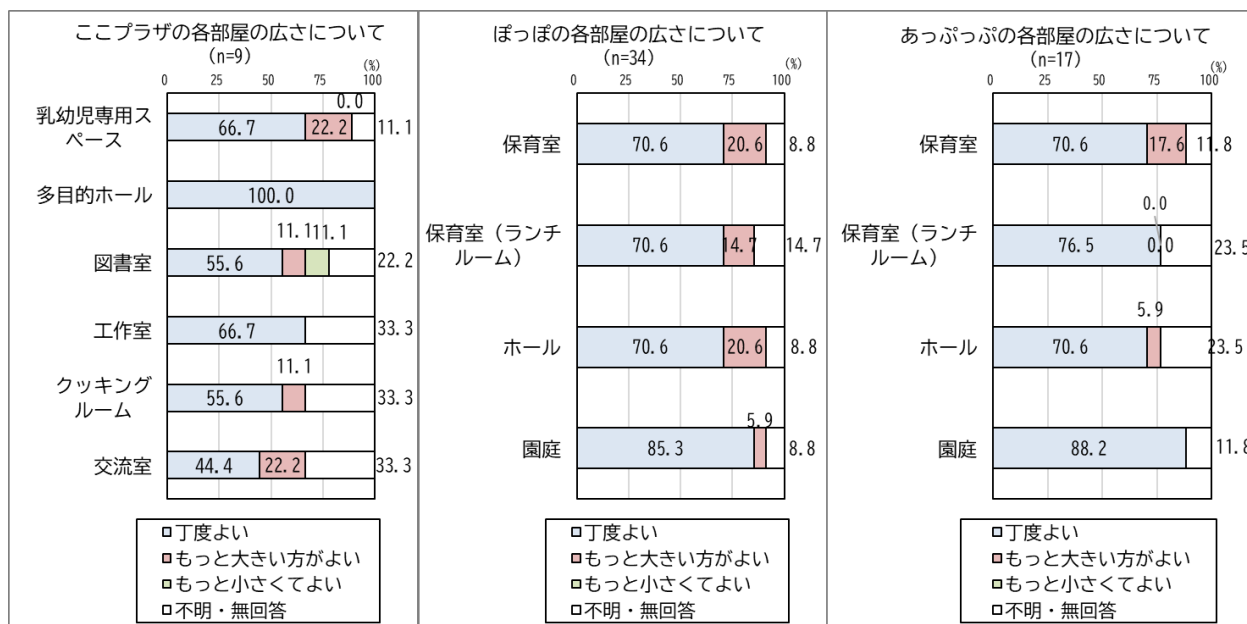 ここプラザの各部屋の広さについて
(n=9)
(%)
0 25 50 75 100
0.0
乳幼児専用ス
ペース
66.7 22.2 11.1
多目的ホール
100.0
11.1 11.1
図書室
55.6 22.2
工作室
66.7 33.3
11.1
クッキング
ルーム
55.6 33.3
交流室
44.4 22.2 33.3
丁度よい
もっと大きい方がよい
もっと小さくてよい
不明・無回答
ぽっぽの各部屋の広さについて
(n=34)
(%)
0 25 50 75 100
保育室
70.6 20.6 8.8
保育室（ランチ
ルーム）
70.6 14.7 14.7
ホール
70.6 20.6 8.8
5.9
園庭
85.3 8.8
丁度よい
もっと大きい方がよい
もっと小さくてよい
不明・無回答
あっぷっぷの各部屋の広さについて
(n=17)
(%)
0 25 50 75 100
保育室
70.6 17.6 11.8
0.0
保育室（ランチ
ルーム）
76.5 0.0 23.5
5.9
ホール
70.6 23.5
園庭
88.2 11.8
丁度よい
もっと大きい方がよい
もっと小さくてよい
不明・無回答